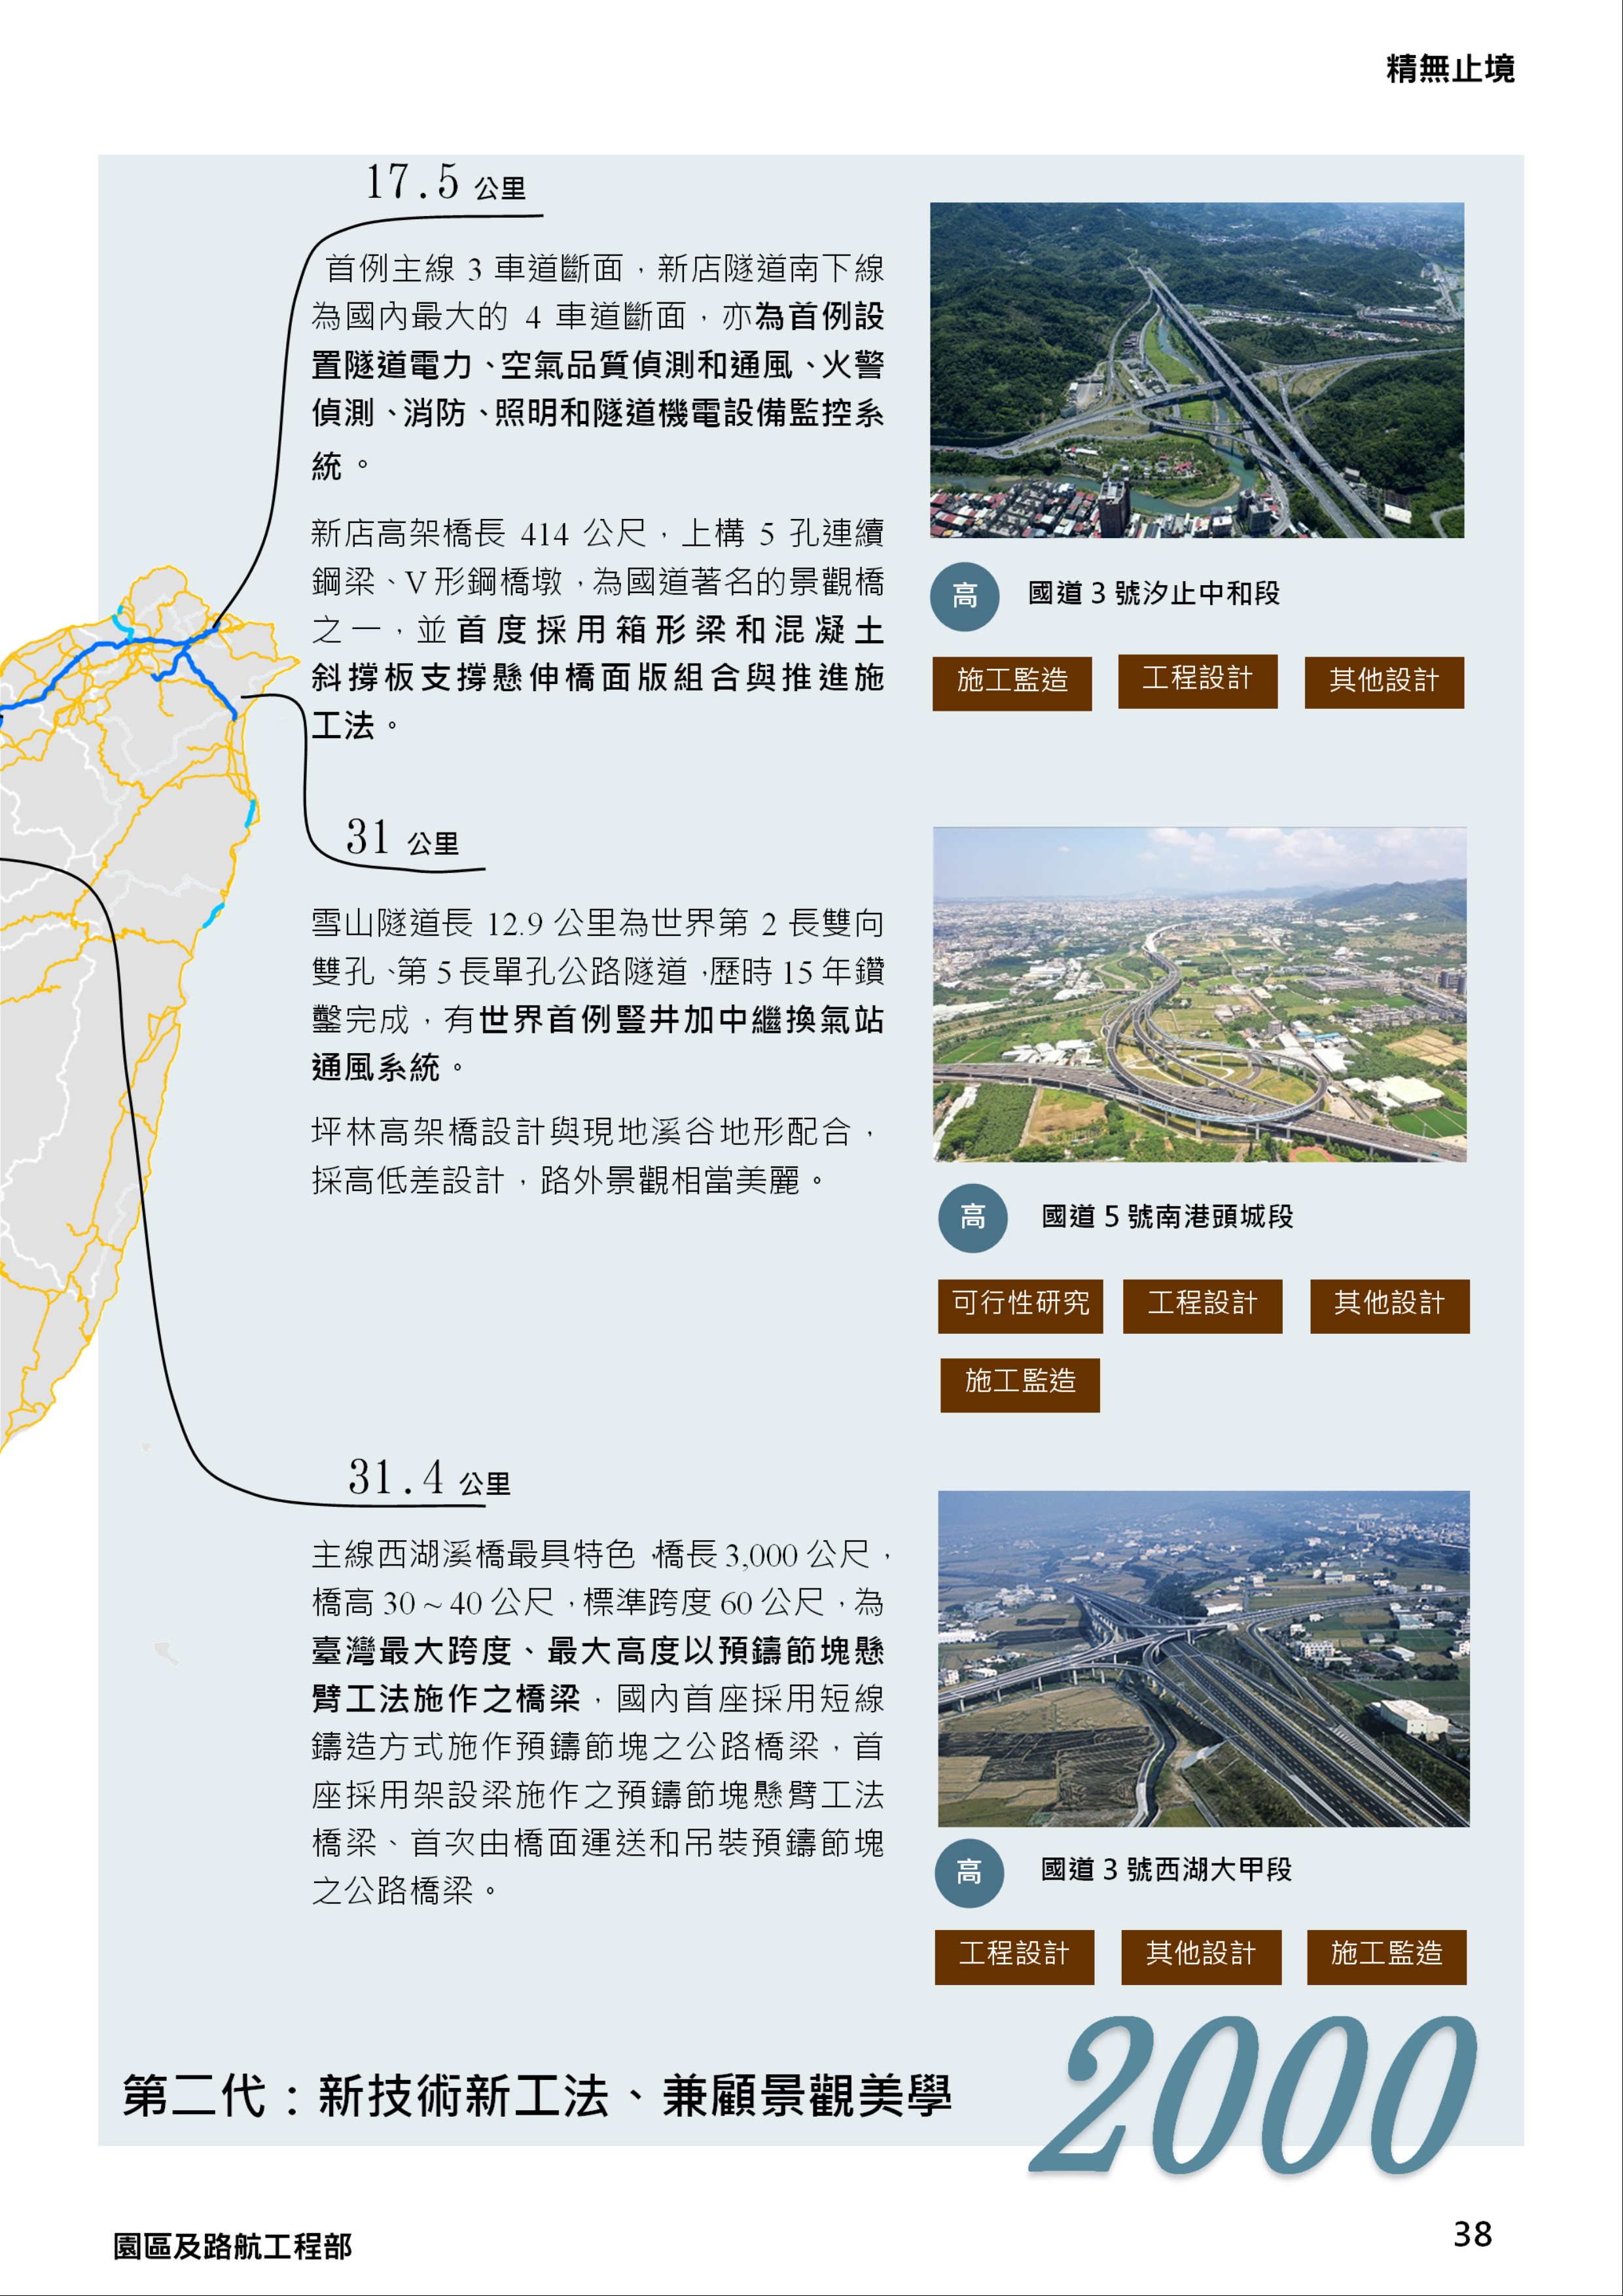 精無止境
17.5 公里
首例主線 3 車道斷面，新店隧道南下線
為國內最大的 4 車道斷面，亦為首例設
置隧道電力、空氣品質偵測和通風、火警
偵測、消防、照明和隧道機電設備監控系
統。
新店高架橋長 414 公尺，上構 5 孔連續
鋼梁、V 形鋼橋墩，為國道著名的景觀橋
之一，並首度採用箱形梁和混凝土
斜撐板支撐懸伸橋面版組合與推進施
工法。
高
國道 3 號汐止中和段
施工監造
工程設計
其他設計
31 公里
雪山隧道長 12.9 公里為世界第 2 長雙向
雙孔、第 5 長單孔公路隧道，歷時 15 年鑽
鑿完成，有世界首例豎井加中繼換氣站
通風系統。
坪林高架橋設計與現地溪谷地形配合，
採高低差設計，路外景觀相當美麗。
高
國道 5 號南港頭城段
可行性研究
工程設計
其他設計
施工監造
31.4 公里
主線西湖溪橋最具特色，橋長 3,000 公尺，
橋高 30 ~ 40 公尺，標準跨度 60 公尺，為
臺灣最大跨度、最大高度以預鑄節塊懸
臂工法施作之橋梁，國內首座採用短線
鑄造方式施作預鑄節塊之公路橋梁，首
座採用架設梁施作之預鑄節塊懸臂工法
橋梁、首次由橋面運送和吊裝預鑄節塊
之公路橋梁。
高
國道 3 號西湖大甲段
工程設計
其他設計
施工監造
第二代：新技術新工法、兼顧景觀美學
2000
園區及路航工程部
38